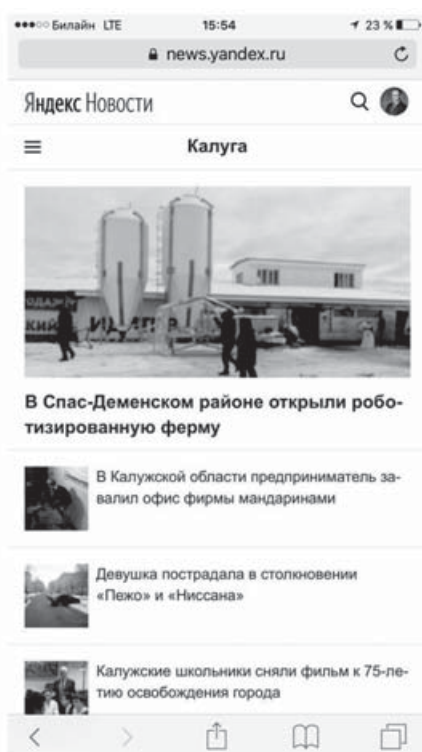 Билайн LTE 15:54 23 %
news.yandex.ru
Яндекс Новости
Калуга
В Спас-Деменском районе открыли робо-
тизированную ферму
В Калужской области предприниматель за-
валил офис фирмы мандаринами
Девушка пострадала в столкновении
«Пежо» и «Ниссана»
Калужские школьники сняли фильм к 75-ле-
тию освобождения города